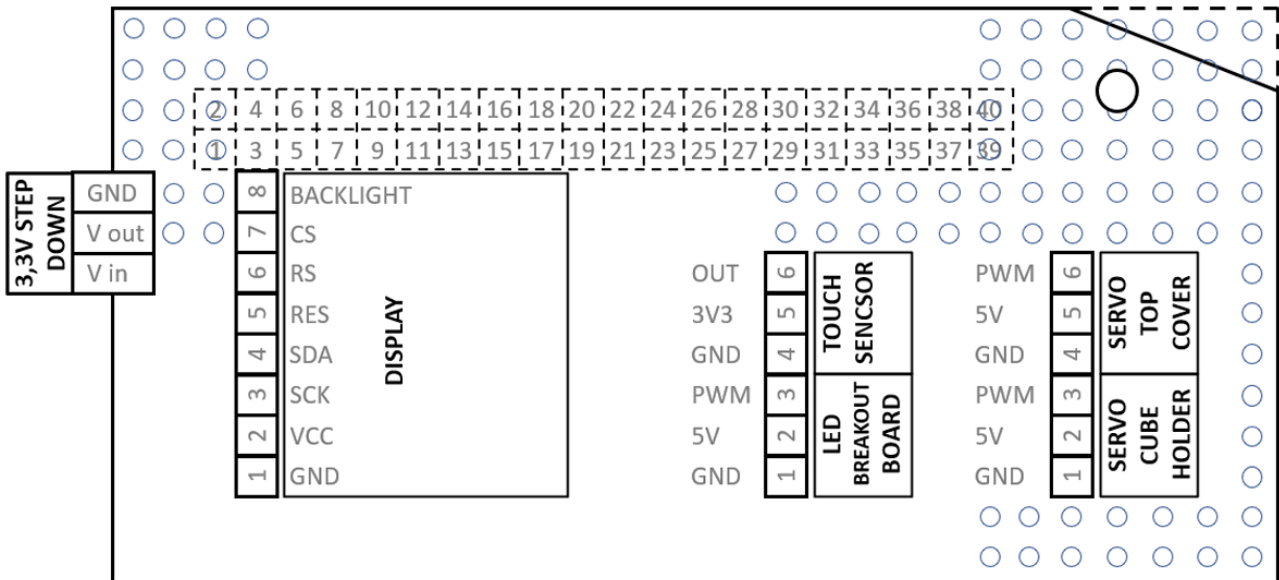 2 4 6 8 10 12 14 16 18 20 22 24 26 28 30 32 34 36 38 40
1 3 5 7 9 11 13 15 17 19 21 23 25 27 29 31 33 35 37 39
3,3V STEP
DOWN
GND
V out
V in
8 BACKLIGHT
7 CS
6 RS
5 RES
4 SDA
3 SCK
2 VCC
1 GND
DISPLAY
OUT 6
3V3 5
GND 4
PWM 3
5V 2
GND 1
TOUCH
SENCSOR
LED
BREAKOUT
BOARD
PWM 6
5V 5
GND 4
PWM 3
5V 2
GND 1
SERVO
TOP
COVER
SERVO
CUBE
HOLDER